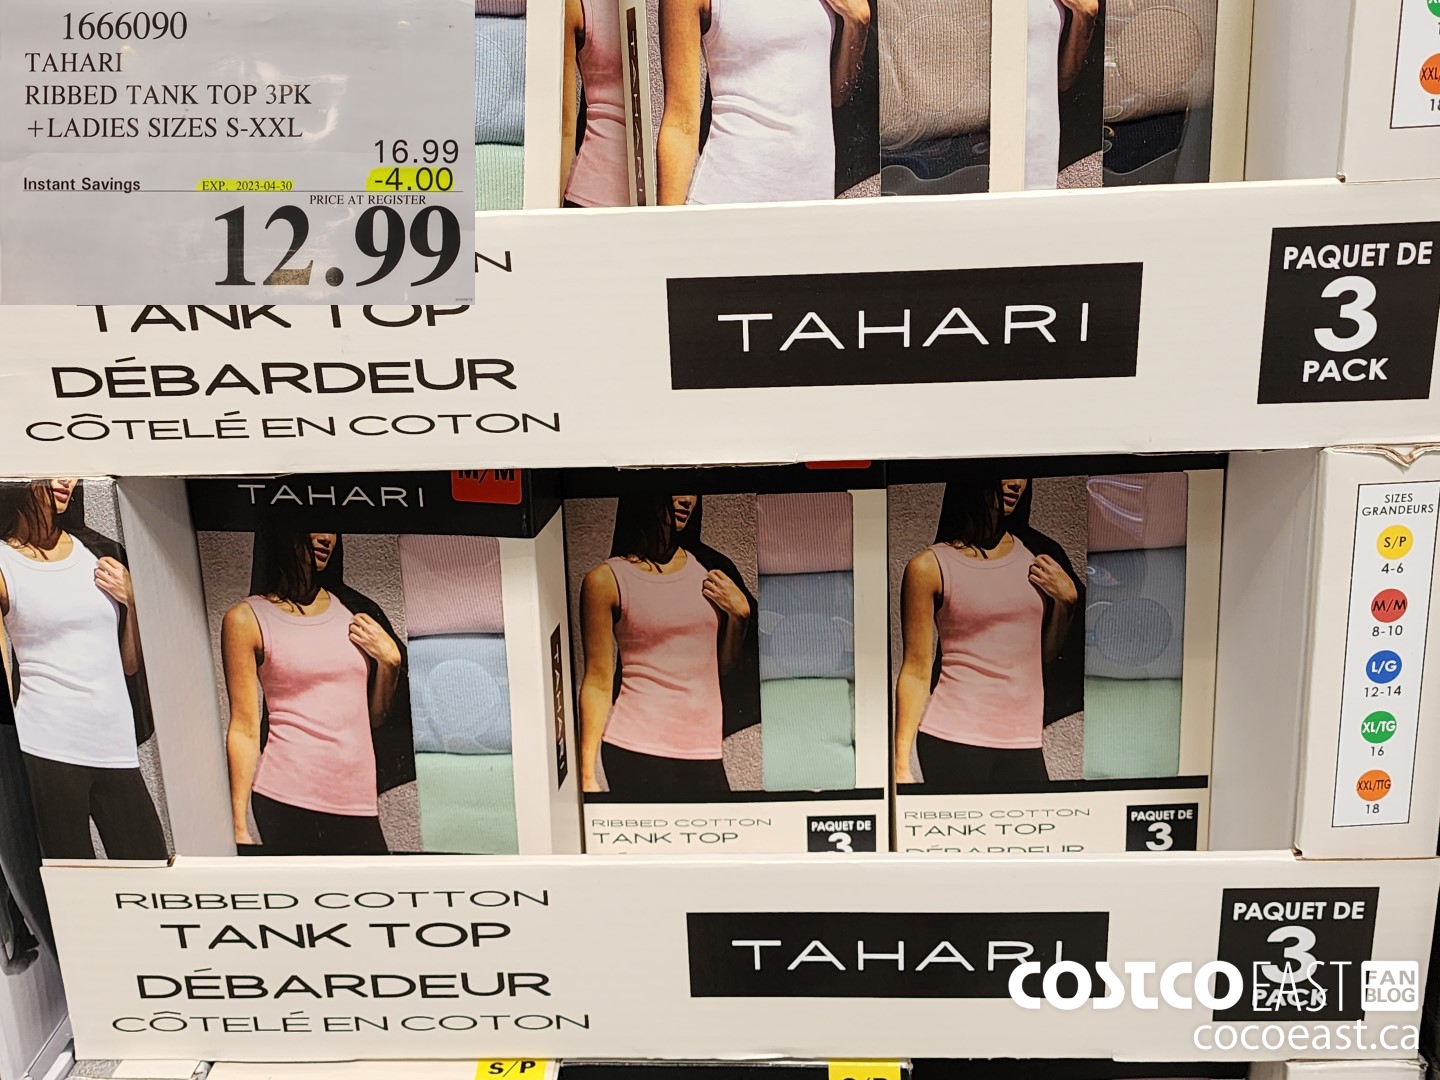 1666090
TAHARI
RIBBED TANK TOP 3PK
+LADIES SIZES S-XXL
16.99
Instant Savings EXP. 2023-04-30 -4.00
PRICE AT REGISTER
12.99
TANK TOP
DÉBARDEUR
CÔTELÉ EN COTON
TAHARI
PAQUET DE
3
PACK
TAHARI
M/M
TAHARI
RIBBED COTTON
TANK TOP
PAQUET DE
3
RIBBED COTTON
TANK TOP
DÉBARDEUR
PAQUET DE
3
SIZES
GRANDEURS
S/P
4-6
M/M
8-10
L/G
12-14
XL/TG
16
XXL/TTG
18
RIBBED COTTON
TANK TOP
DÉBARDEUR
CÔTELÉ EN COTON
TAHARI
PAQUET DE
3
PACK
COSTCO EAST FAN BLOG
cocoeast.ca
S/P